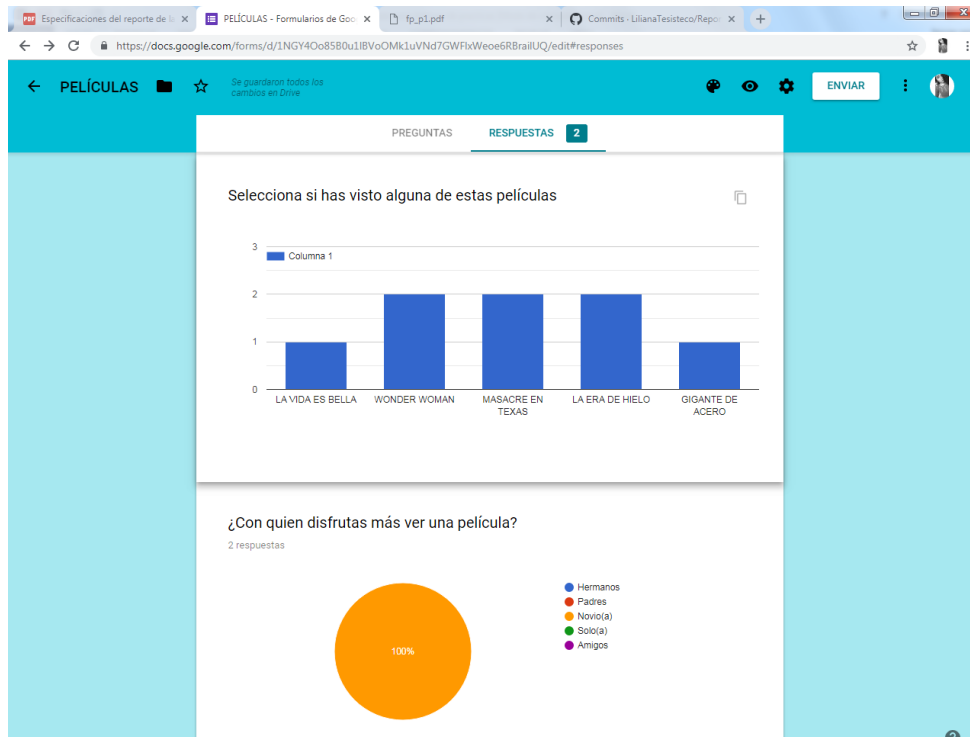 Especificaciones del reporte de l
PELÍCULAS - Formularios de Goo
fp_p1.pdf
Commits · LilianaTesisteco/Repo
https://docs.google.com/forms/d/1NGY4Oo85B0u1IBVoOMk1uVNd7GWFIxWeoe6RBraiIUQ/edit#responses
PELÍCULAS
Se guardaron todos los
cambios en Drive
ENVIAR
PREGUNTAS
RESPUESTAS 2
Selecciona si has visto alguna de estas películas
3
Columna 1
2
1
0
LA VIDA ES BELLA
WONDER WOMAN
MASACRE EN
TEXAS
LA ERA DE HIELO
GIGANTE DE
ACERO
¿Con quien disfrutas más ver una película?
2 respuestas
100%
Hermanos
Padres
Novio(a)
Solo(a)
Amigos